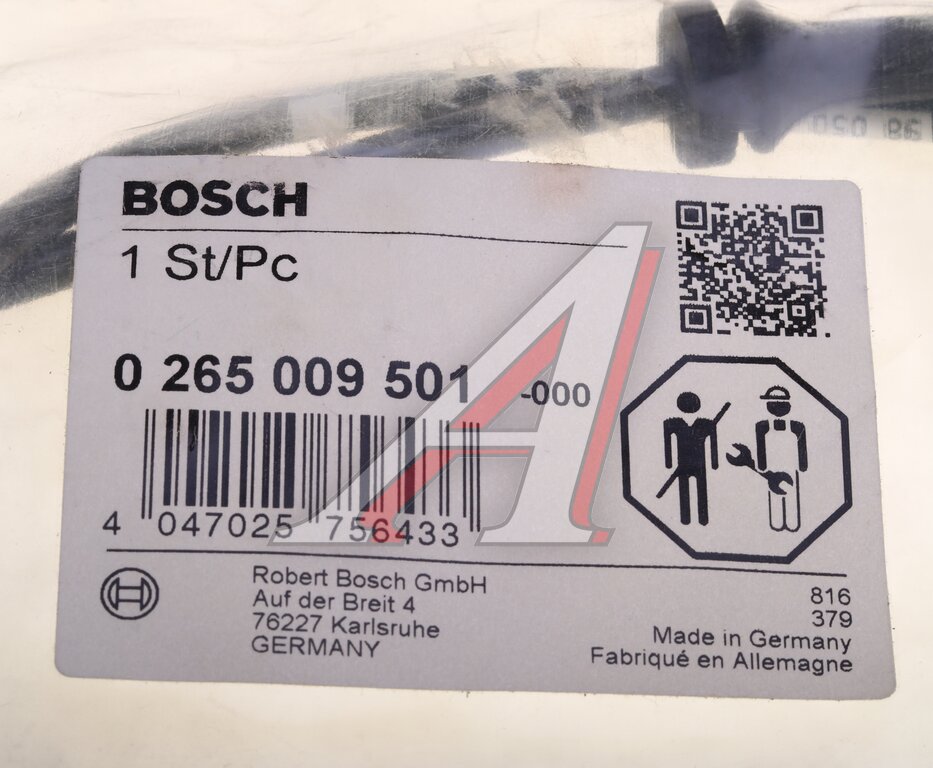 BOSCH
1 St/Pc
0 265 009 501 -000
4 047025 756433
Robert Bosch GmbH
Auf der Breit 4
76227 Karlsruhe
GERMANY
816
379
Made in Germany
Fabriqué en Allemagne